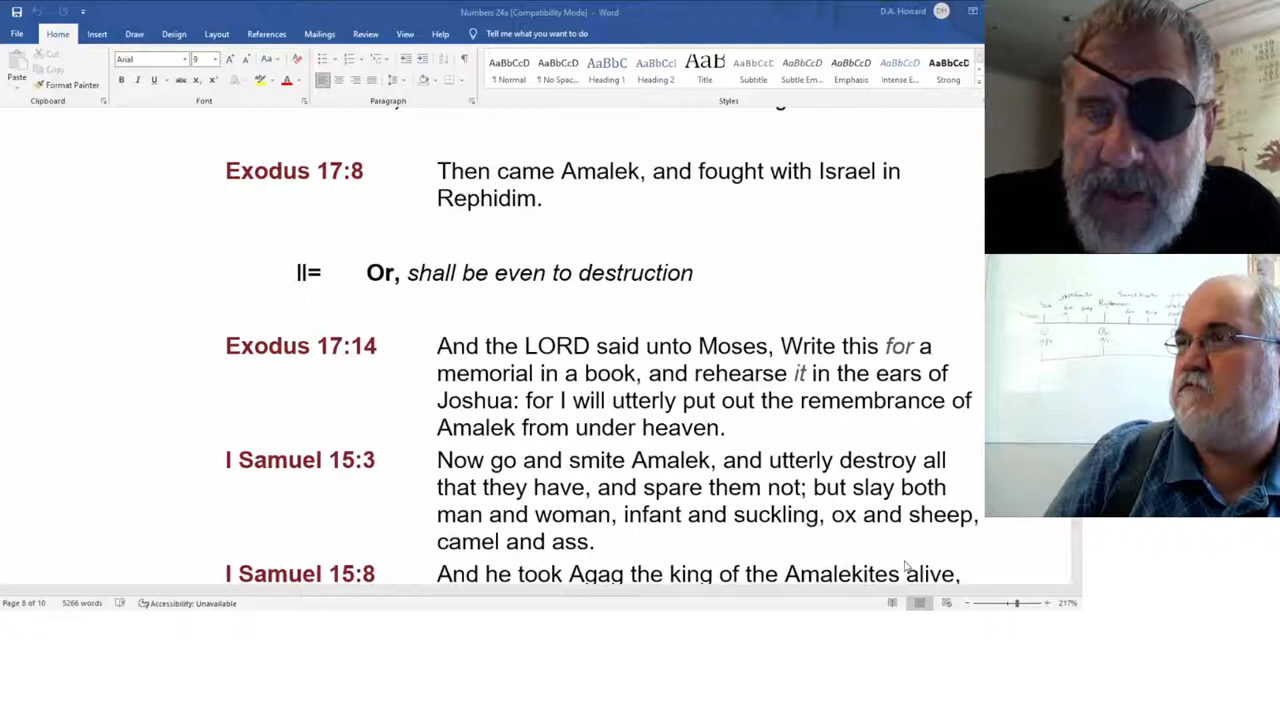 Numbers 24a [Compatibility Mode] - Word
D.A. Howard DH
File Home Insert Draw Design Layout References Mailings Review View Help Tell me what you want to do
Cut
Copy
Format Painter
Paste
Arial 9
AaBbCcD AaBbCcD AaBbC AaBbCcD AaB AaBbCcD AaBbCcD AaBbCcD AaBbCcD AaBbCcD
¶ Normal ¶ No Spac... Heading 1 Heading 2 Title Subtitle Subtle Em... Emphasis Intense E... Strong
Clipboard Font Paragraph Styles
Exodus 17:8 Then came Amalek, and fought with Israel in
Rephidim.
||= Or, shall be even to destruction
Exodus 17:14 And the LORD said unto Moses, Write this for a
memorial in a book, and rehearse it in the ears of
Joshua: for I will utterly put out the remembrance of
Amalek from under heaven.
I Samuel 15:3 Now go and smite Amalek, and utterly destroy all
that they have, and spare them not; but slay both
man and woman, infant and suckling, ox and sheep,
camel and ass.
I Samuel 15:8 And he took Agag the king of the Amalekites alive,
Page 8 of 10 5266 words Accessibility: Unavailable 217%